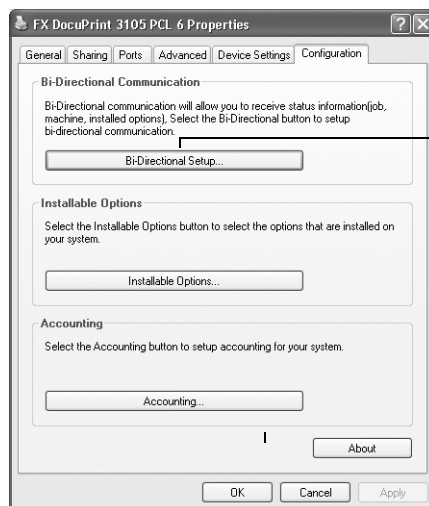 FX DocuPrint 3105 PCL 6 Properties
General Sharing Ports Advanced Device Settings Configuration
Bi-Directional Communication
Bi-Directional communication will allow you to receive status information(job,
machine, installed options), Select the Bi-Directional button to setup
bi-directional communication.
Bi-Directional Setup...
Installable Options
Select the Installable Options button to select the options that are installed on
your system.
Installable Options...
Accounting
Select the Accounting button to setup accounting for your system.
Accounting...
About
OK Cancel Apply